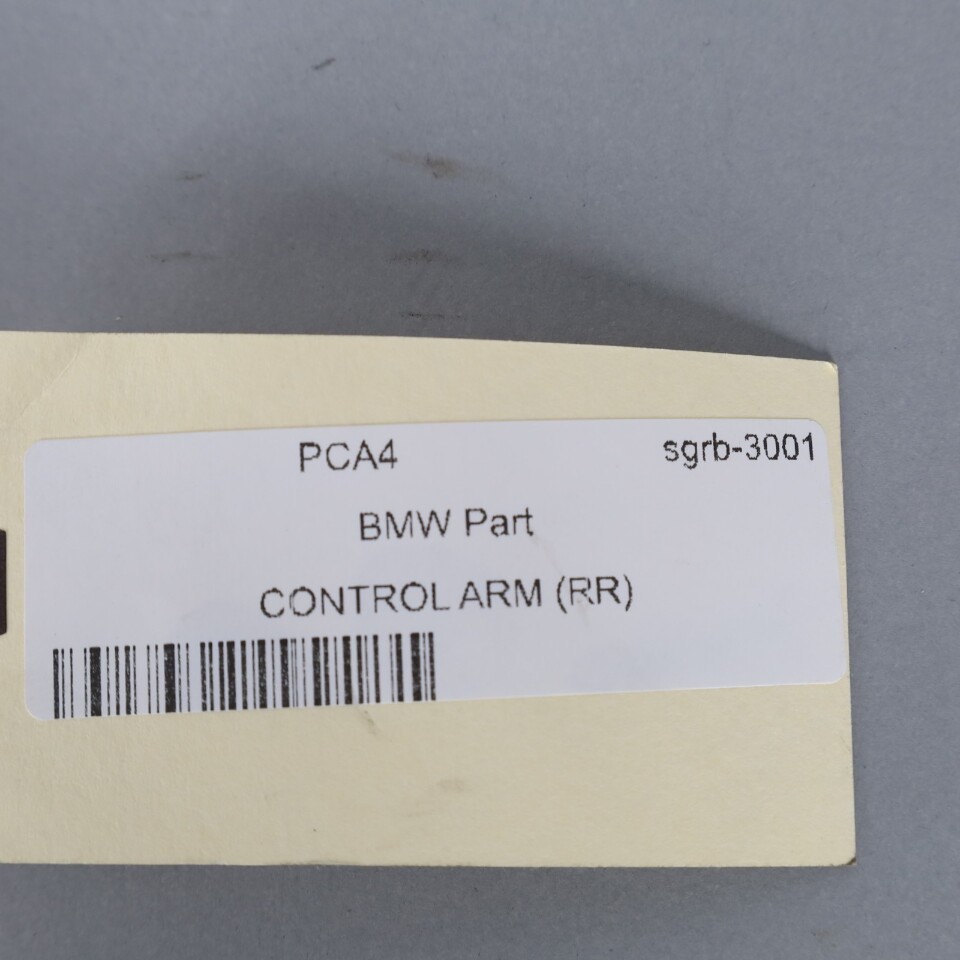 PCA4 sgrb-3001
BMW Part
CONTROL ARM (RR)